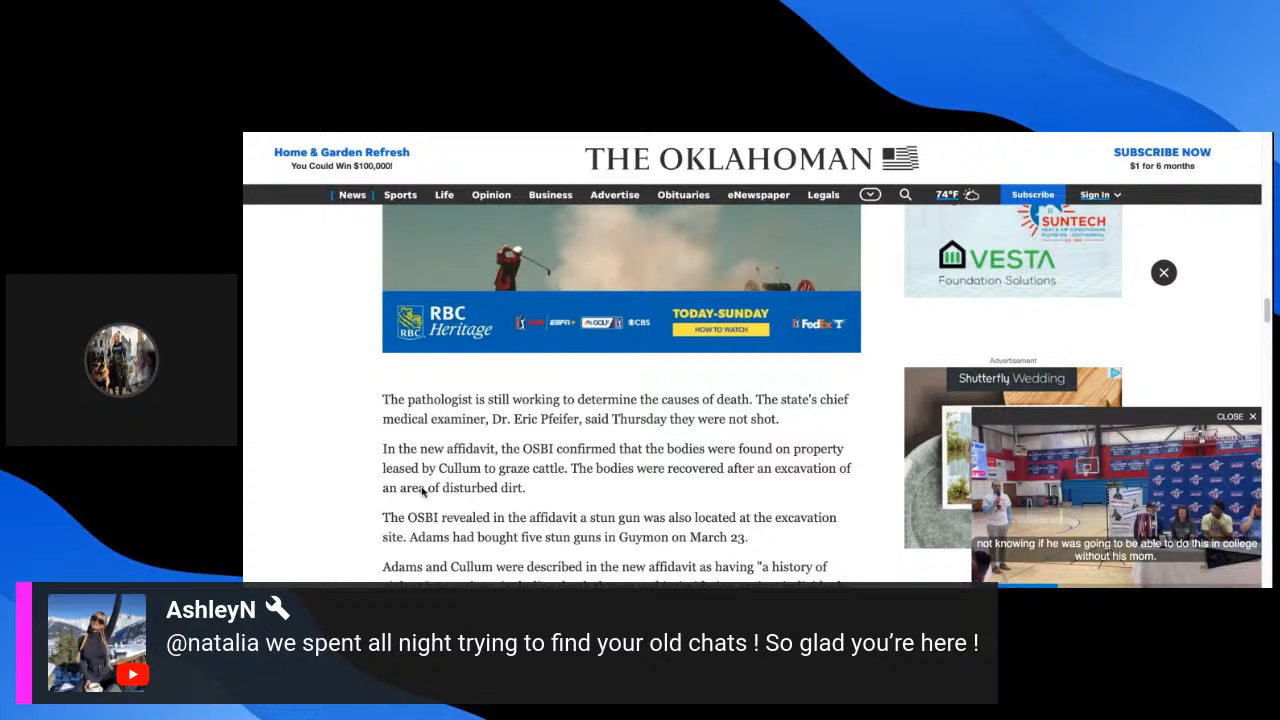 Home & Garden Refresh
You Could Win $100,000!
THE OKLAHOMAN
SUBSCRIBE NOW
$1 for 6 months
[ News ] Sports Life Opinion Business Advertise Obituaries eNewspaper Legals 74°F Subscribe Sign In
SUNTECH
VESTA
Foundation Solutions
RBC
RBC
Heritage
ESPN+
GOLF
CBS
TODAY-SUNDAY
HOW TO WATCH
FedEx
Advertisement
Shutterfly Wedding
The pathologist is still working to determine the causes of death. The state's chief
medical examiner, Dr. Eric Pfeifer, said Thursday they were not shot.
CLOSE X
In the new affidavit, the OSBI confirmed that the bodies were found on property
leased by Cullum to graze cattle. The bodies were recovered after an excavation of
an area of disturbed dirt.
The OSBI revealed in the affidavit a stun gun was also located at the excavation
site. Adams had bought five stun guns in Guymon on March 23.
not knowing if he was going to be able to do this in college
without his mom.
Adams and Cullum were described in the new affidavit as having "a history of
AshleyN
@natalia we spent all night trying to find your old chats ! So glad you’re here !